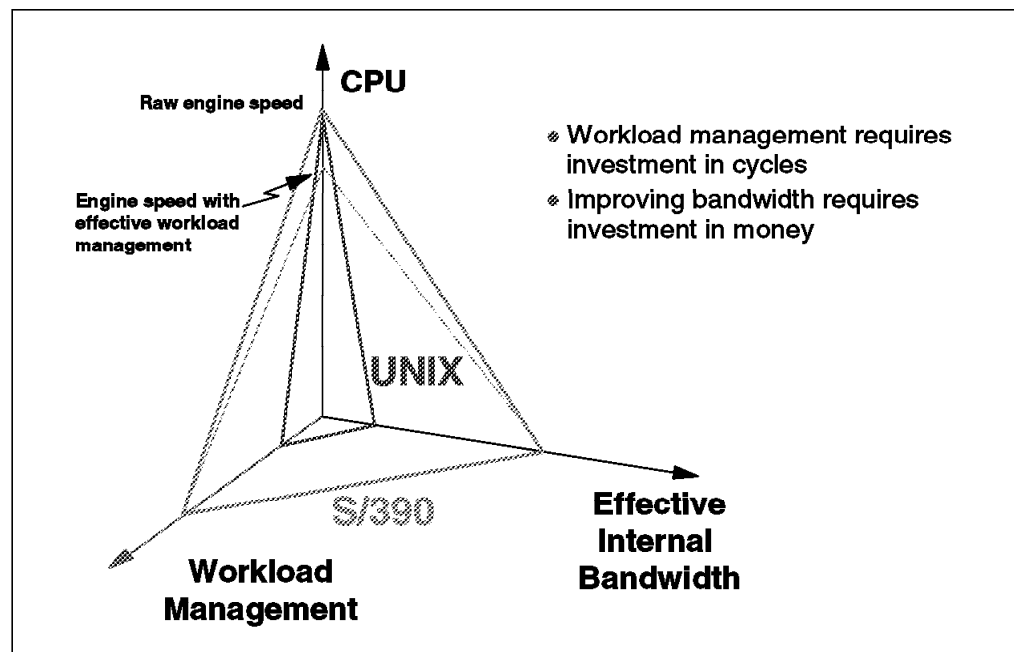 CPU
Raw engine speed
Engine speed with
effective workload
management
Workload management requires
investment in cycles
Improving bandwidth requires
investment in money
UNIX
S/390
Effective
Internal
Bandwidth
Workload
Management